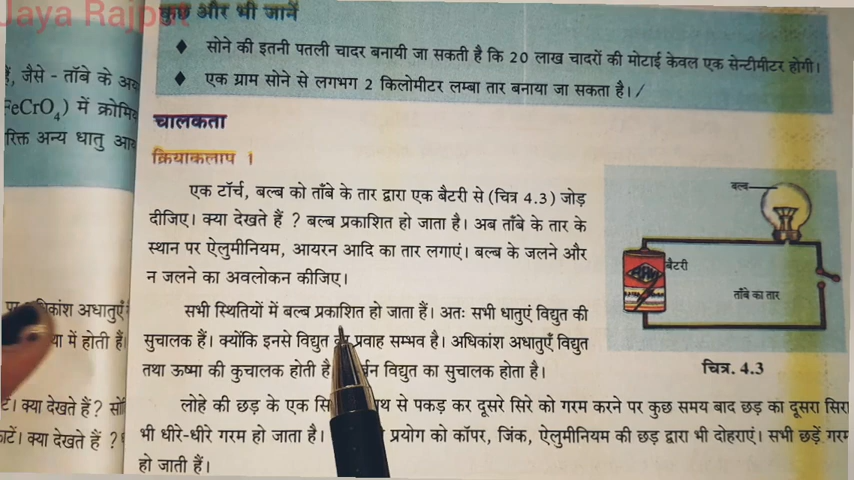 Jaya Rajput
कुछ और भी जानें
♦ सोने की इतनी पतली चादर बनायी जा सकती है कि 20 लाख चादरों की मोटाई केवल एक सेन्टीमीटर होगी।
♦ एक ग्राम सोने से लगभग 2 किलोमीटर लम्बा तार बनाया जा सकता है।
चालकता
क्रियाकलाप 1
एक टॉर्च, बल्ब को ताँबे के तार द्वारा एक बैटरी से (चित्र 4.3) जोड़
दीजिए। क्या देखते हैं ? बल्ब प्रकाशित हो जाता है। अब ताँबे के तार के
स्थान पर ऐलुमीनियम, आयरन आदि का तार लगाएं। बल्ब के जलने और
न जलने का अवलोकन कीजिए।
सभी स्थितियों में बल्ब प्रकाशित हो जाता हैं। अतः सभी धातुएं विद्युत की
सुचालक हैं। क्योंकि इनसे विद्युत प्रवाह सम्भव है। अधिकांश अधातुएँ विद्युत
तथा ऊष्मा की कुचालक होती है विद्युत का सुचालक होता है।
लोहे की छड़ के एक से पकड़ कर दूसरे सिरे को गरम करने पर कुछ समय बाद छड़ का दूसरा सिरा
भी धीरे-धीरे गरम हो जाता है। प्रयोग को कॉपर, जिंक, ऐलुमीनियम की छड़ द्वारा भी दोहराएं। सभी छड़ें गरम
हो जाती हैं।
बल्ब
बैटरी
ताँबे का तार
चित्र. 4.3
हैं, जैसे - ताँबे के
FeCrO₄) में
रिक्त अन्य धातु
अधातुएँ
में होती हैं
क्या देखते हैं?
क्या देखते हैं ?